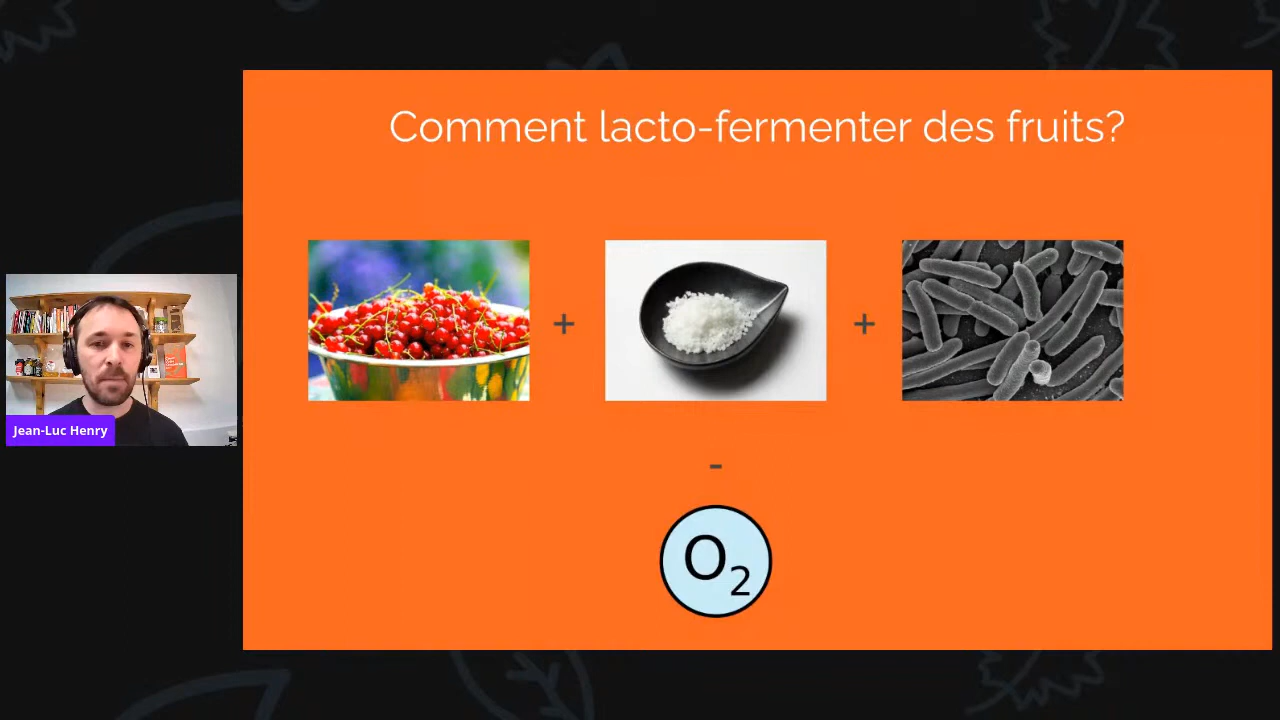 Comment lacto-fermenter des fruits?
+
+
Jean-Luc Henry
-
O₂